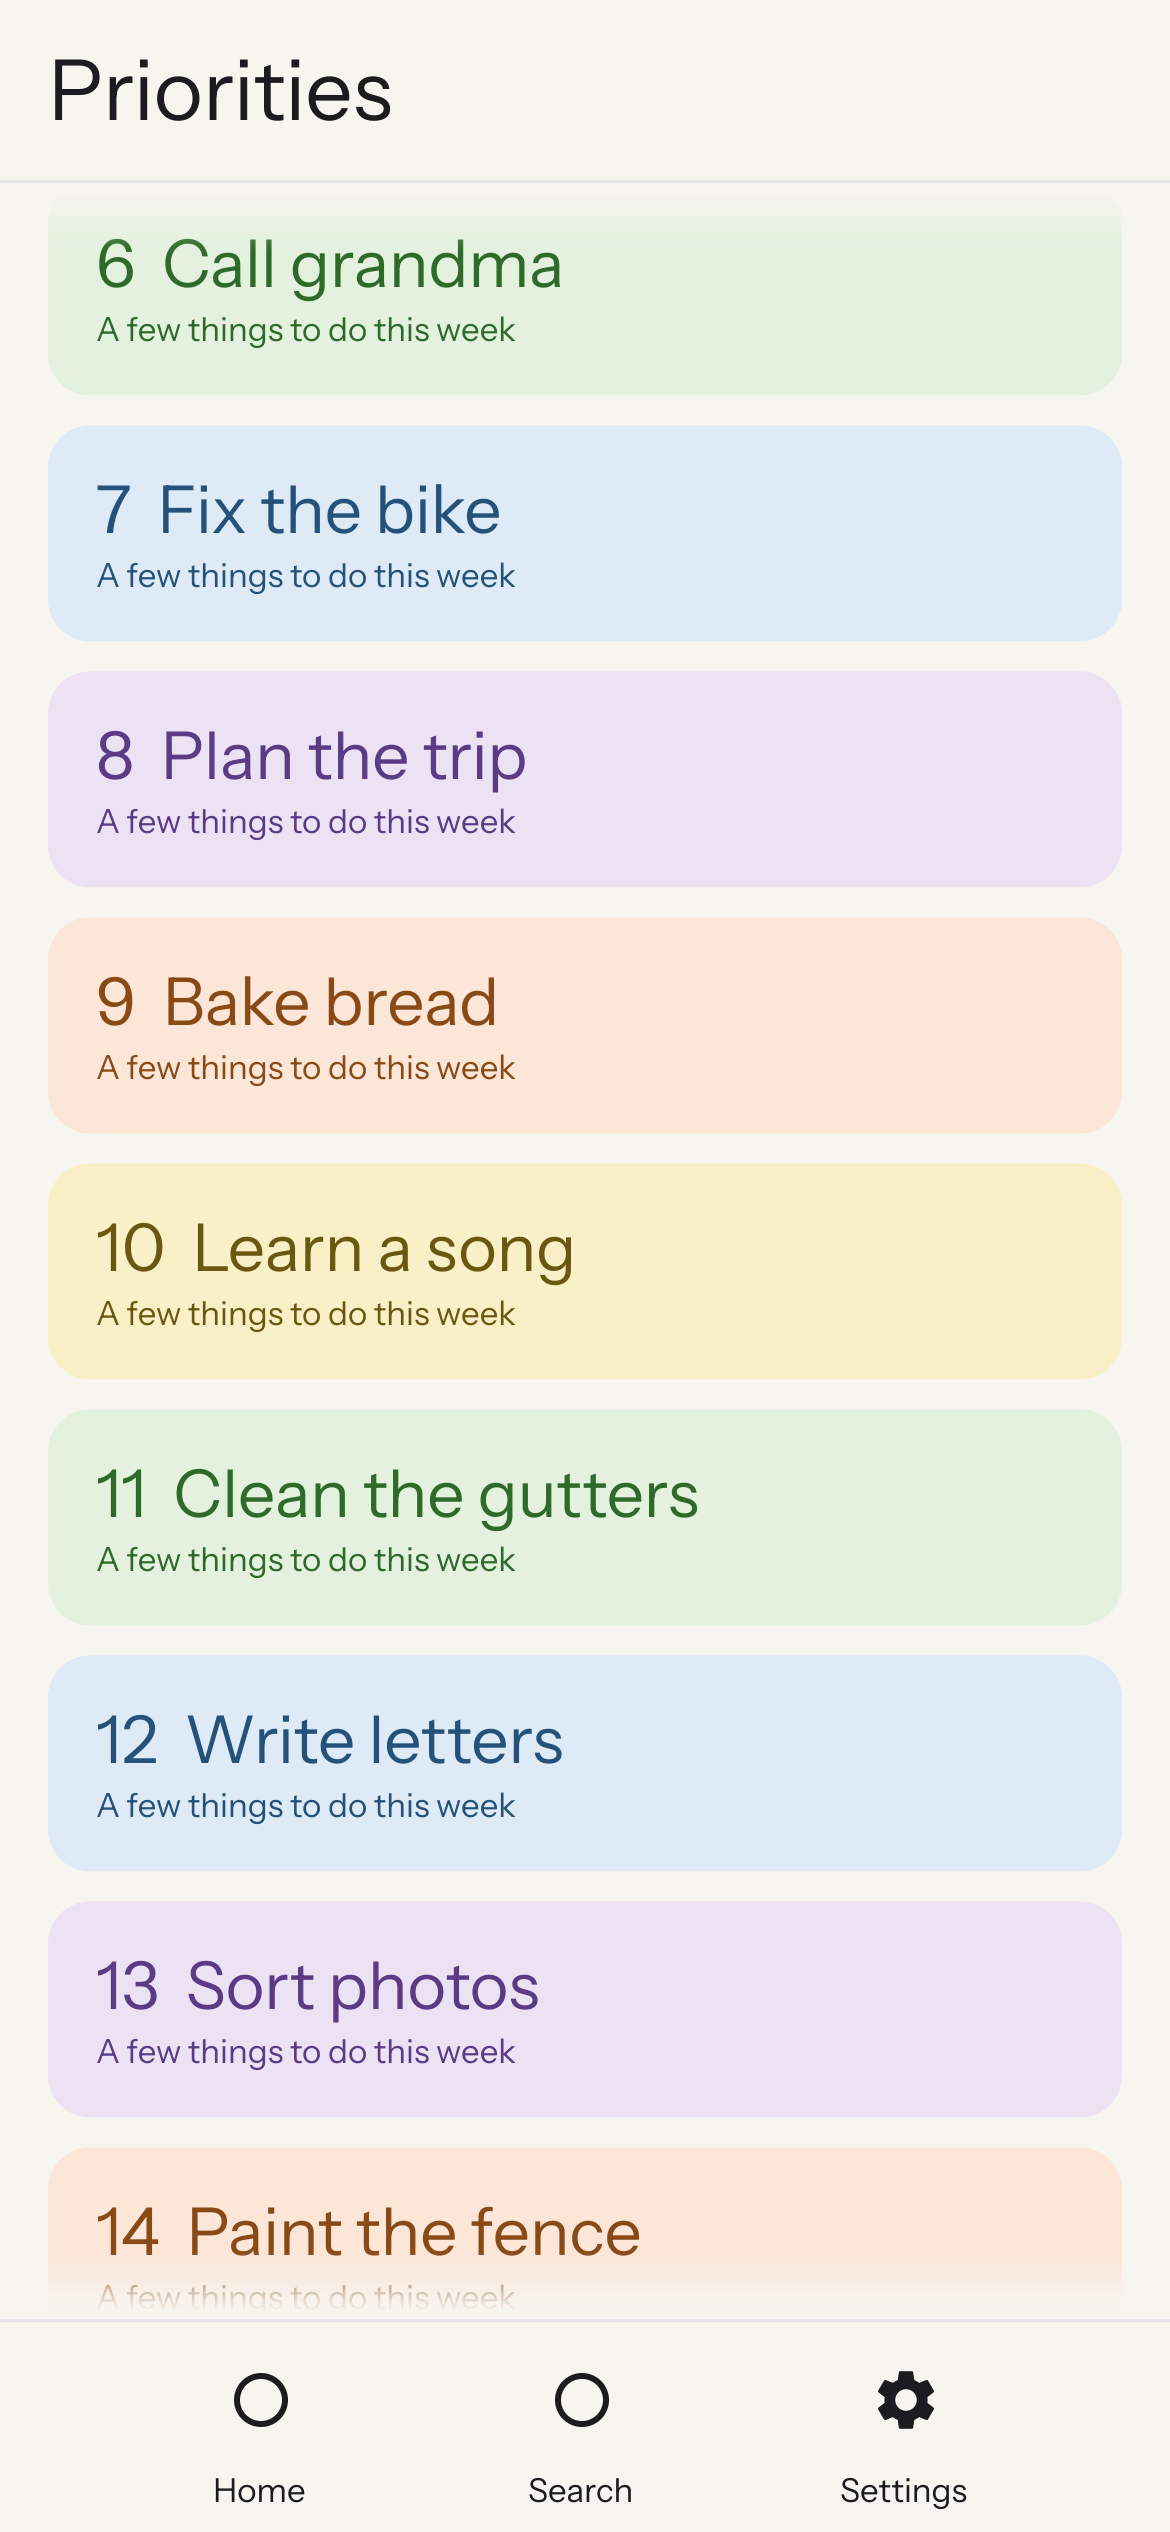 Priorities
6 Call grandma
A few things to do this week
7 Fix the bike
A few things to do this week
8 Plan the trip
A few things to do this week
9 Bake bread
A few things to do this week
10 Learn a song
A few things to do this week
11 Clean the gutters
A few things to do this week
12 Write letters
A few things to do this week
13 Sort photos
A few things to do this week
14 Paint the fence
A few things to do this week
Home Search Settings